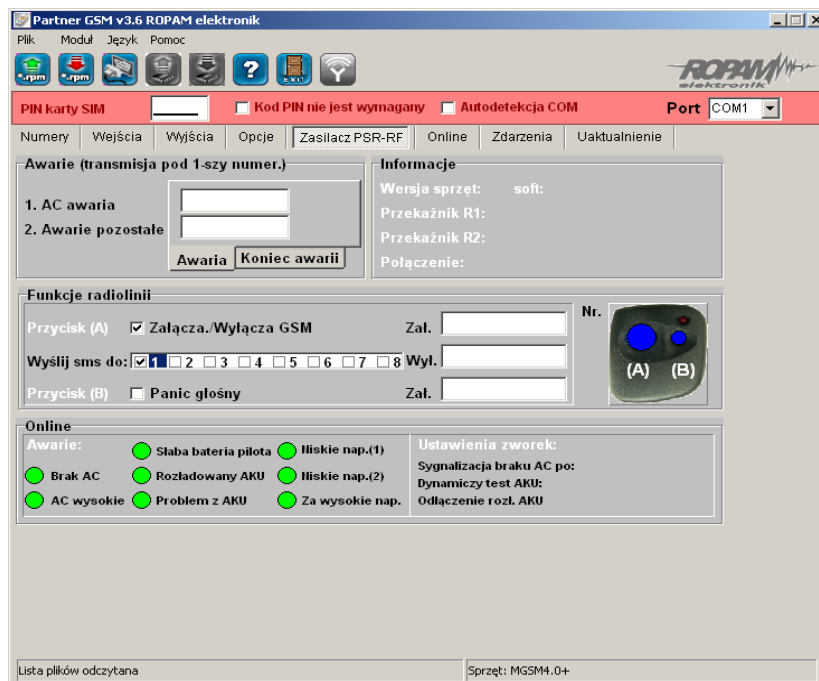 Partner GSM v3.6 ROPAM elektronik
Plik Moduł Język Pomoc
*.rpm *.rpm ? EXIT ROPAM elektronik
PIN karty SIM Kod PIN nie jest wymagany Autodetekcja COM Port COM1
Numery Wejścia Wyjścia Opcje Zasilacz PSR-RF Online Zdarzenia Uaktualnienie
Awarie (transmisja pod 1-szy numer.) Informacje
Wersja sprzęt: soft:
1. AC awaria Przekaźnik R1:
2. Awarie pozostałe Przekaźnik R2:
Awaria Koniec awarii Połączenie:
Funkcje radiolinii Nr.
Przycisk (A) Załącza./Wyłącza GSM Zał.
Wyślij sms do: 1 2 3 4 5 6 7 8 Wył.
(A) (B)
Przycisk (B) Panic głośny Zał.
Online
Awarie: Słaba bateria pilota Niskie nap.(1) Ustawienia zworek:
Brak AC Rozładowany AKU Niskie nap.(2) Sygnalizacja braku AC po:
Dynamiczy test AKU:
AC wysokie Problem z AKU Za wysokie nap. Odłączenie rozł. AKU
Lista plików odczytana Sprzęt: MGSM4.0+